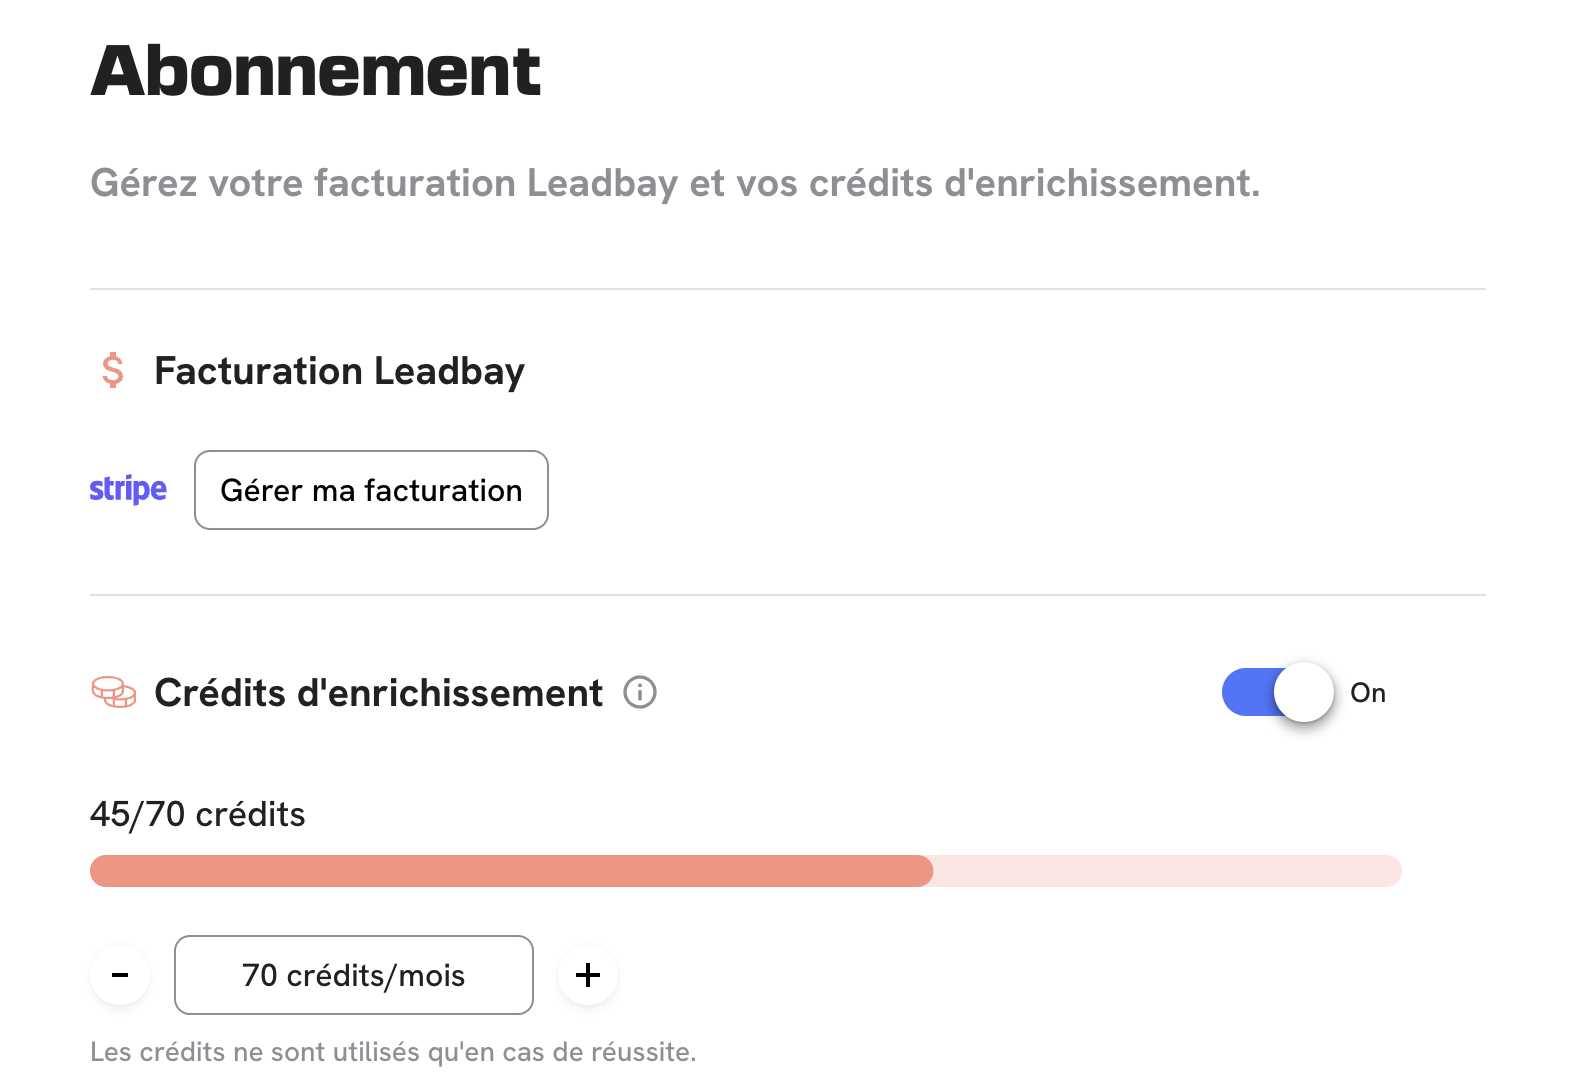 Abonnement
Gérez votre facturation Leadbay et vos crédits d'enrichissement.
$ Facturation Leadbay
stripe Gérer ma facturation
Crédits d'enrichissement On
45/70 crédits
- 70 crédits/mois +
Les crédits ne sont utilisés qu'en cas de réussite.